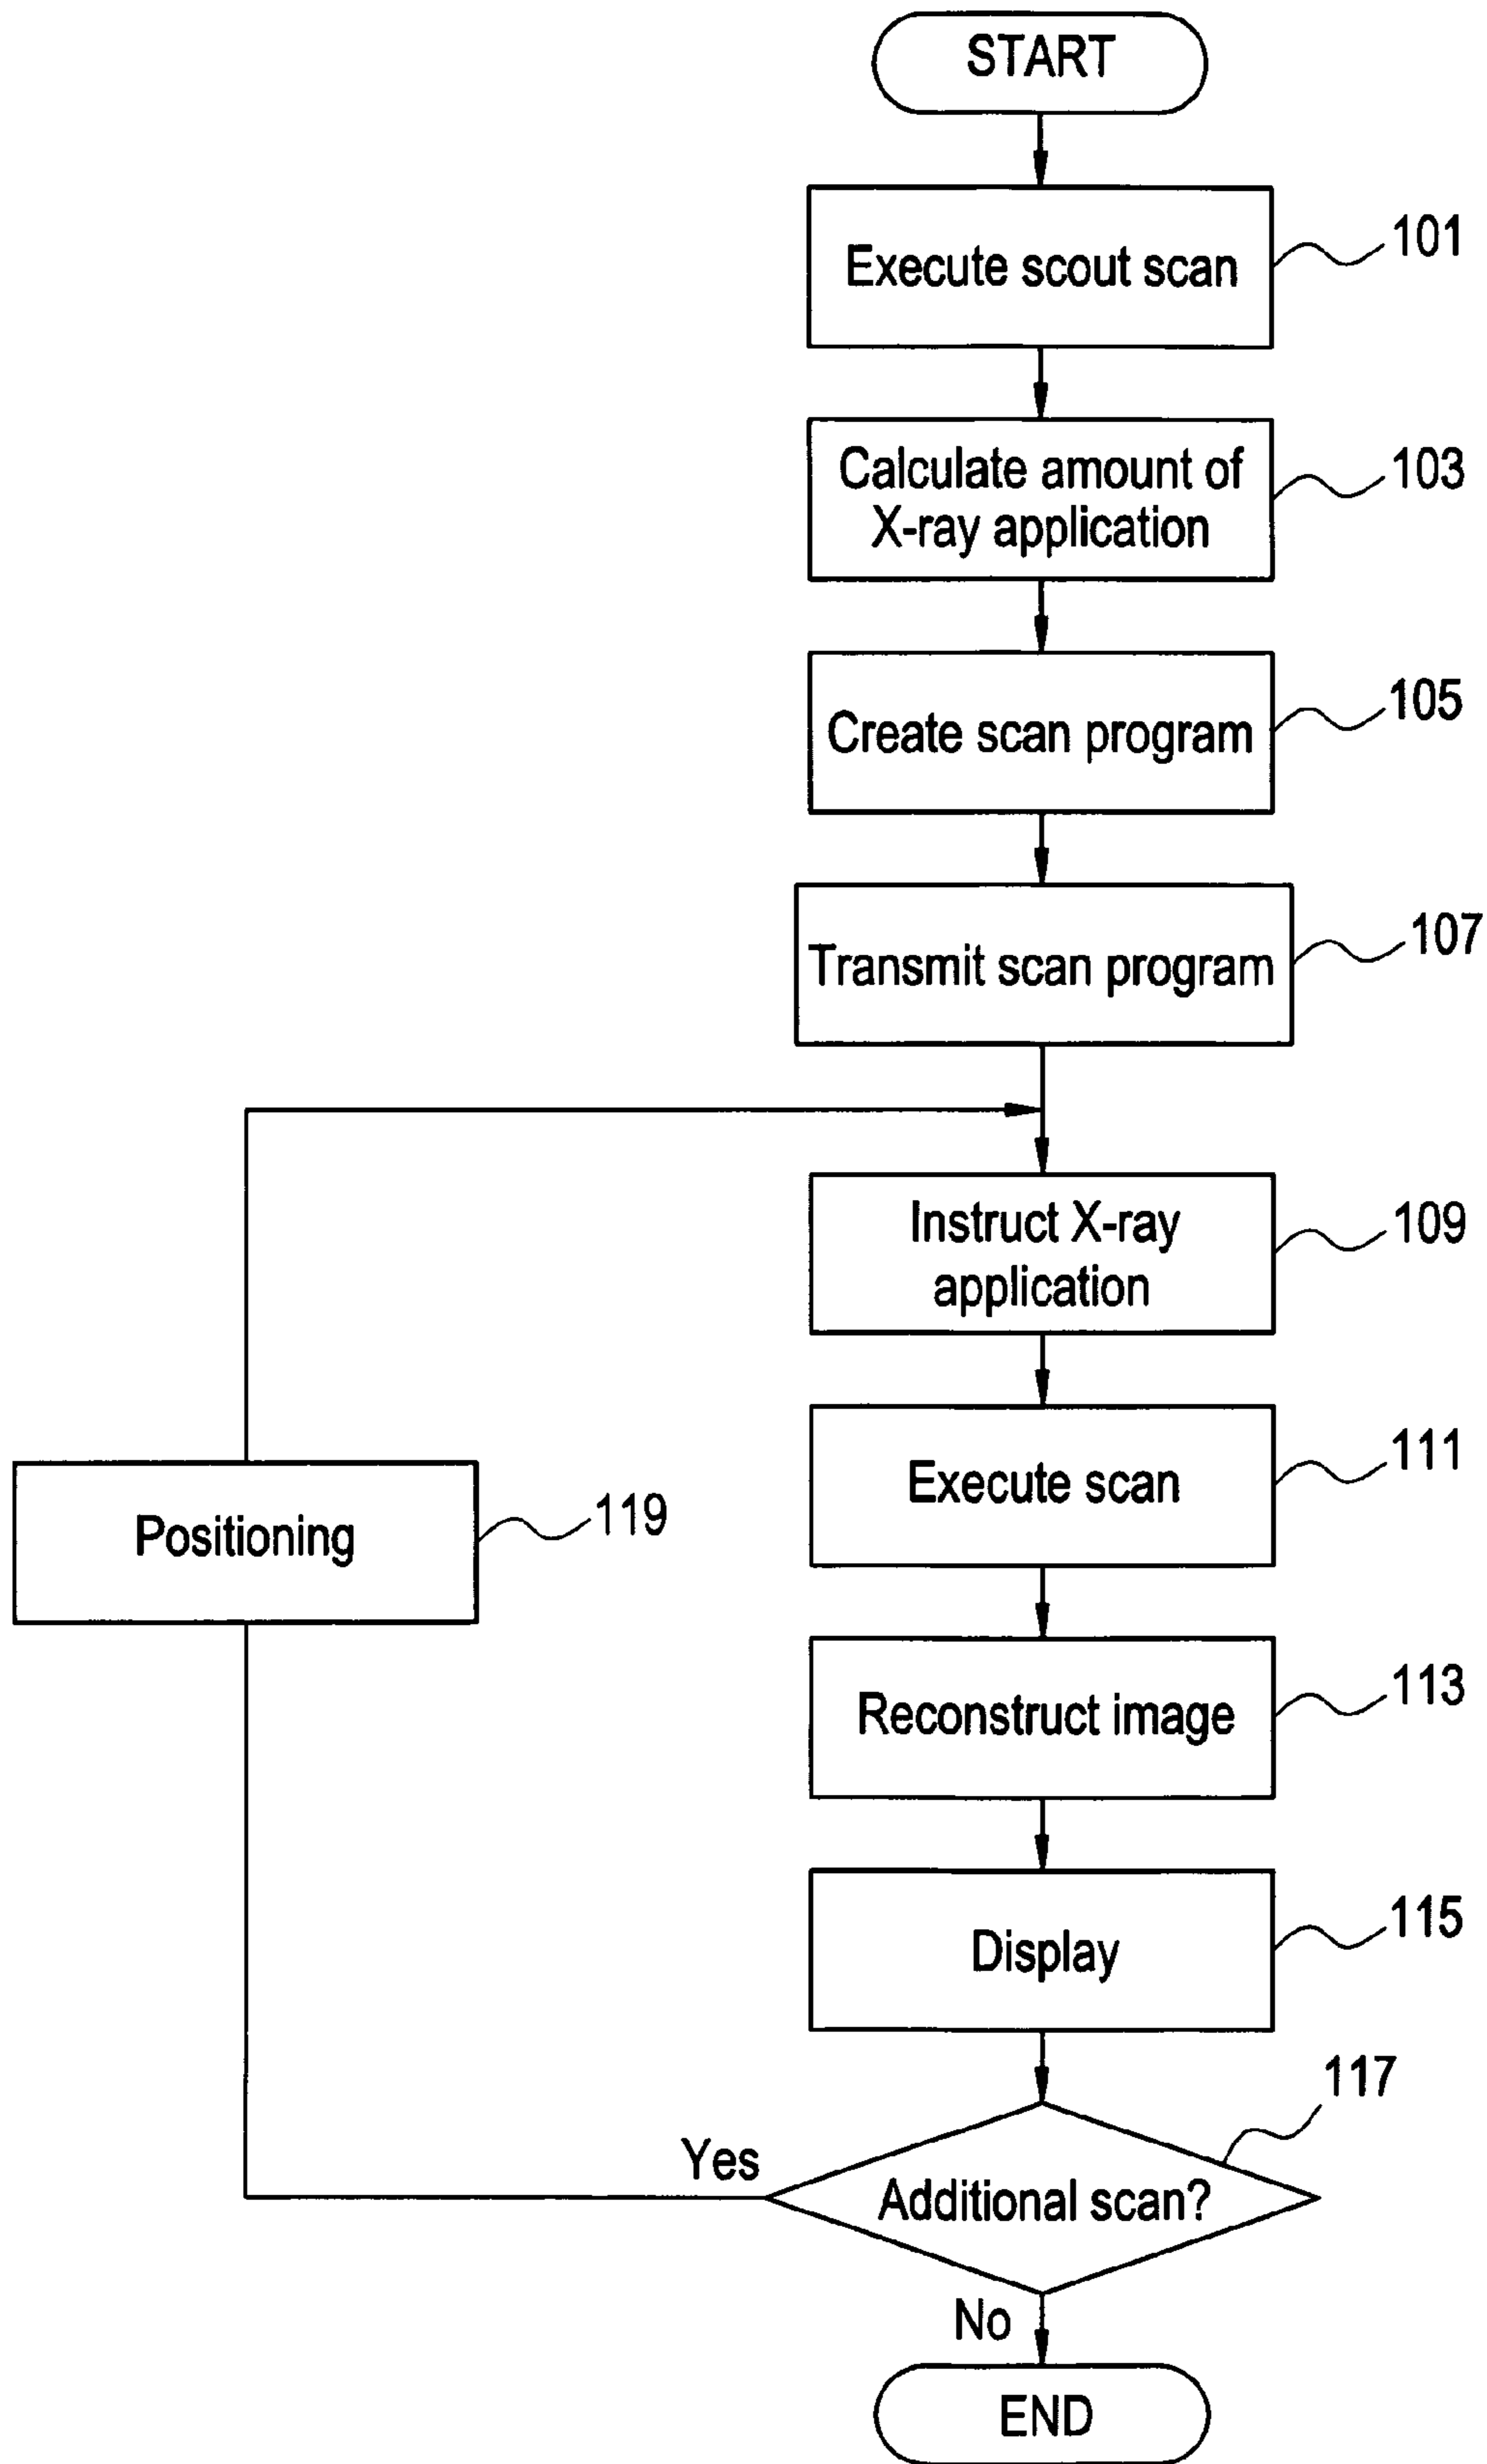 START
Execute scout scan
101
Calculate amount of
X-ray application
103
Create scan program
105
Transmit scan program
107
Instruct X-ray
application
109
Execute scan
111
Positioning
119
Reconstruct image
113
Display
115
117
Yes
Additional scan?
No
END